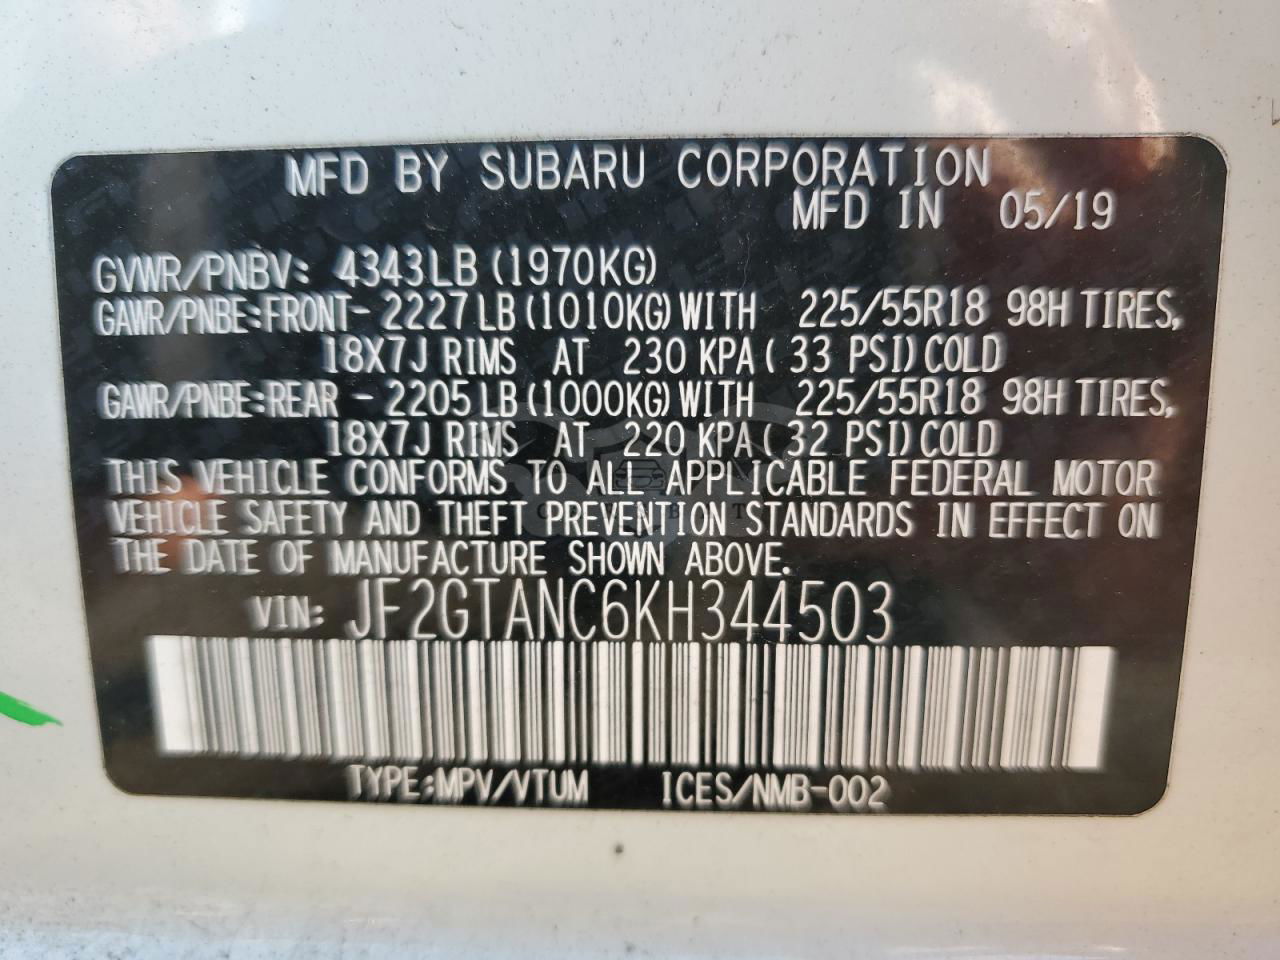 MFD BY SUBARU CORPORATION
MFD IN 05/19
GVWR/PNBV: 4343LB (1970KG)
GAWR/PNBE:FRONT- 2227LB (1010KG) WITH 225/55R18 98H TIRES,
18X7J RIMS AT 230 KPA ( 33 PSI) COLD
GAWR/PNBE:REAR - 2205LB (1000KG) WITH 225/55R18 98H TIRES,
18X7J RIMS AT 220 KPA ( 32 PSI) COLD
THIS VEHICLE CONFORMS TO ALL APPLICABLE FEDERAL MOTOR
VEHICLE SAFETY AND THEFT PREVENTION STANDARDS IN EFFECT ON
THE DATE OF MANUFACTURE SHOWN ABOVE.
VIN: JF2GTANC6KH344503
TYPE:MPV/VTUM ICES/NMB-002